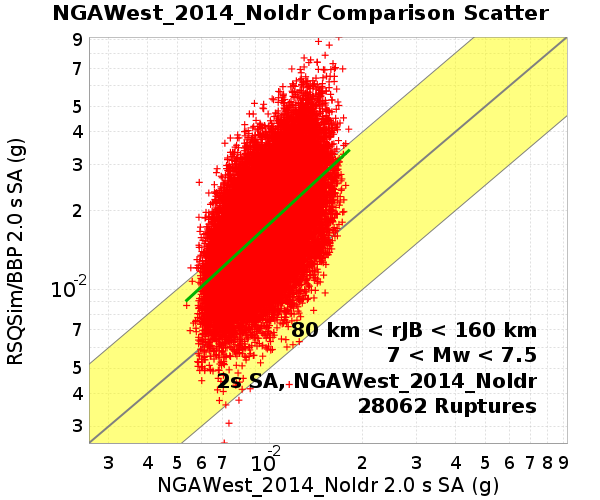 NGAWest_2014_NoIdr Comparison Scatter
RSQSim/BBP 2.0 s SA (g)
9
7
5
4
3
2
10-2
7
5
4
3
80 km < rJB < 160 km
7 < Mw < 7.5
2s SA, NGAWest_2014_NoIdr
28062 Ruptures
3 4 5 6 7 10-2 2 3 4 5 6 7 8 9
NGAWest_2014_NoIdr 2.0 s SA (g)